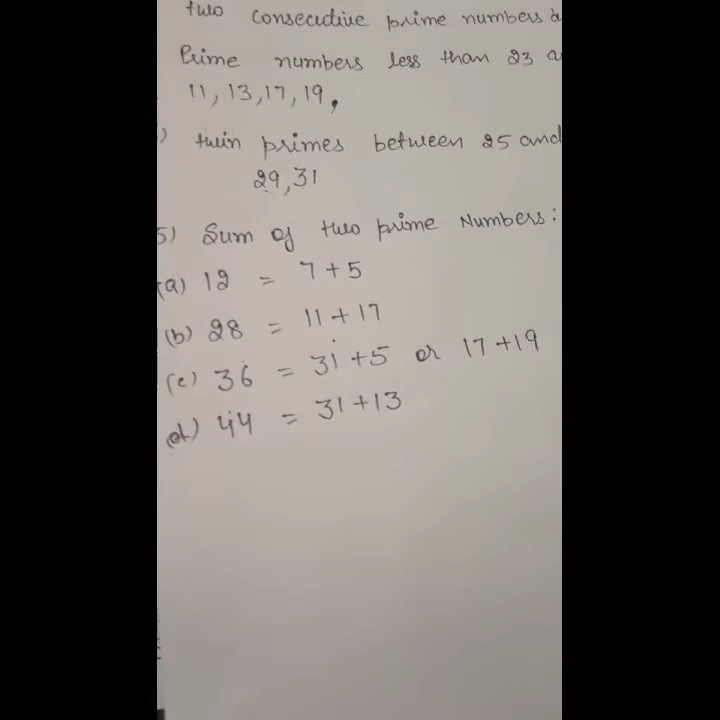 two consecutive prime numbers
Prime numbers less than 23 a
11, 13, 17, 19,
) twin primes between 25 and
29, 31
5) Sum of two prime Numbers:
(a) 12 = 7 + 5
(b) 28 = 11 + 17
(c) 36 = 31 + 5 or 17 + 19
(d) 44 = 31 + 13